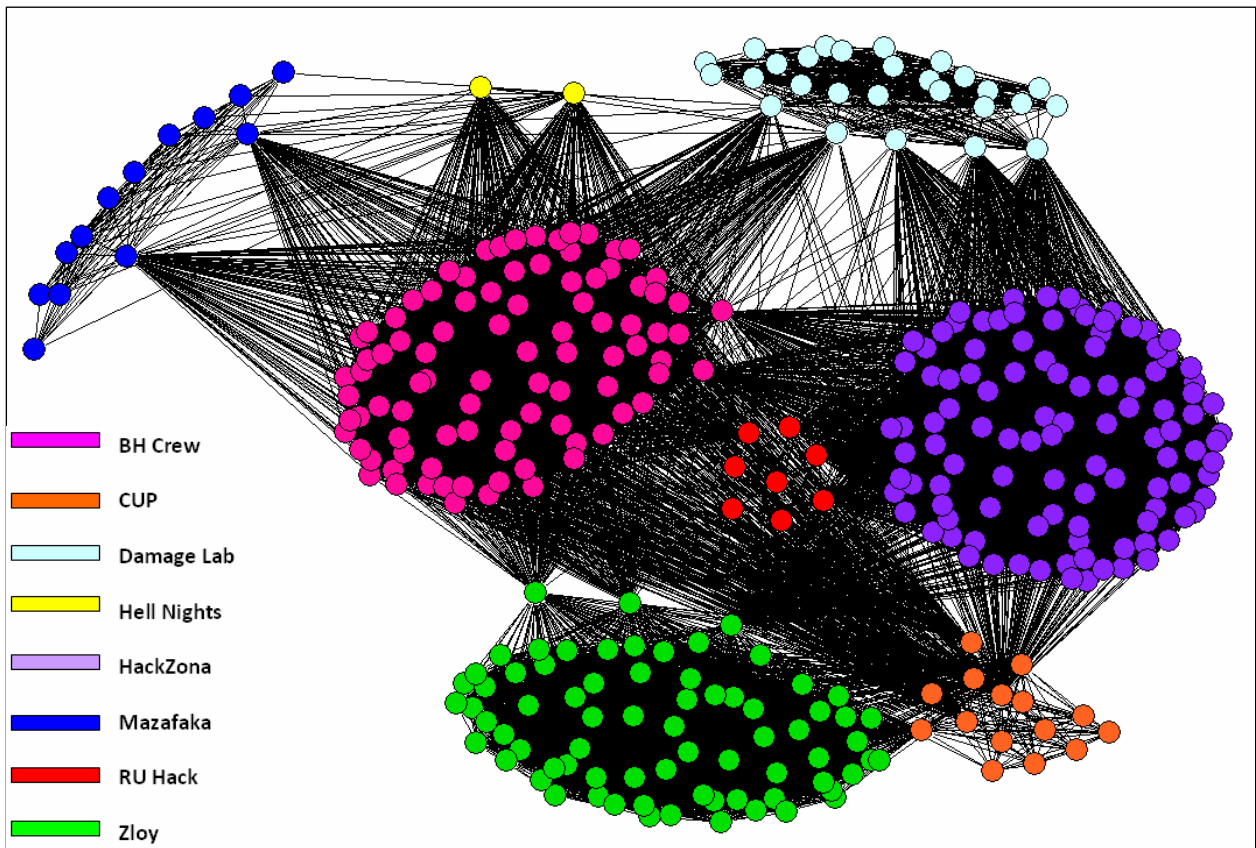 BH Crew
CUP
Damage Lab
Hell Nights
HackZona
Mazafaka
RU Hack
Zloy